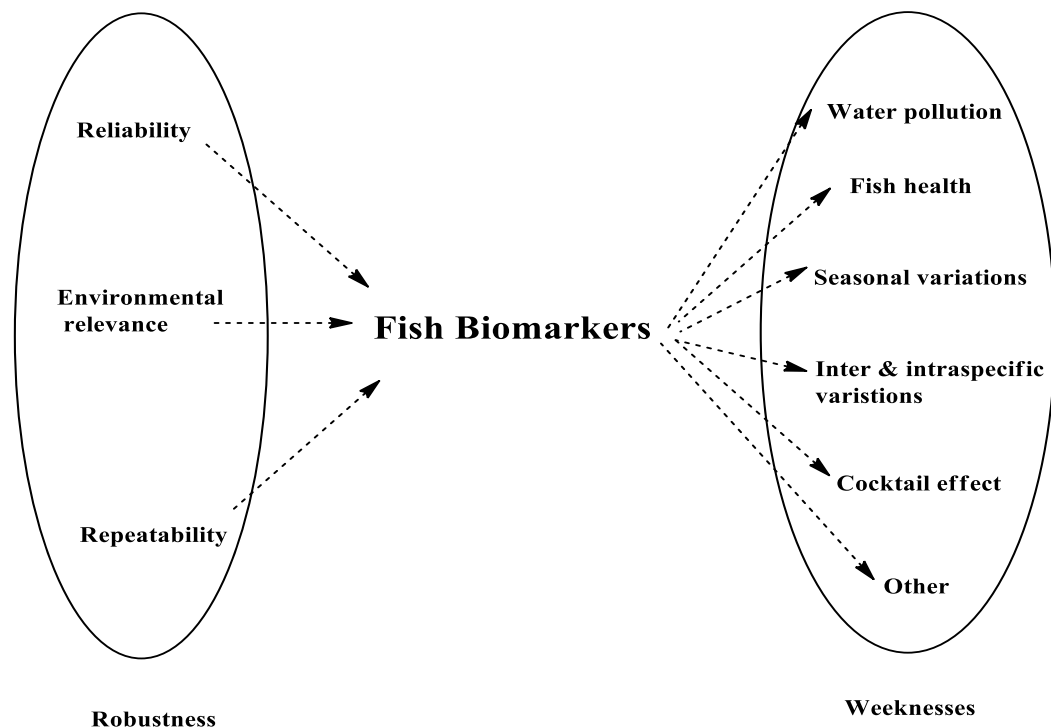 Reliability
Environmental
relevance
Repeatability
Robustness
Fish Biomarkers
Water pollution
Fish health
Seasonal variations
Inter & intraspecific
varistions
Cocktail effect
Other
Weeknesses